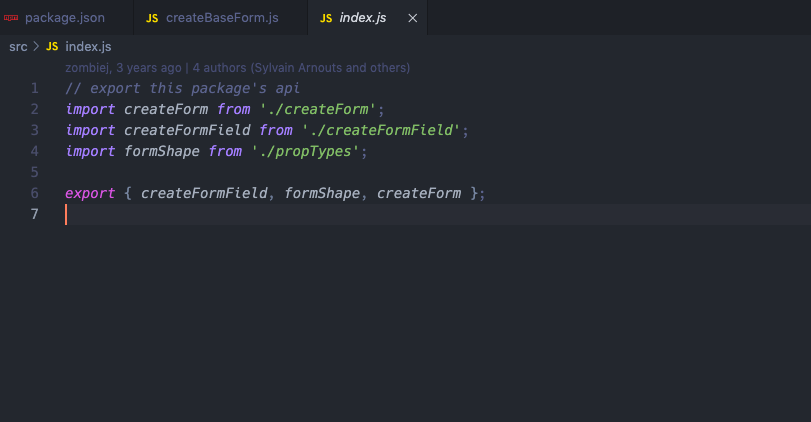 package.json JS createBaseForm.js JS index.js
src > JS index.js
zombiej, 3 years ago | 4 authors (Sylvain Arnouts and others)
1 // export this package's api
2 import createForm from './createForm';
3 import createFormField from './createFormField';
4 import formShape from './propTypes';
5
6 export { createFormField, formShape, createForm };
7